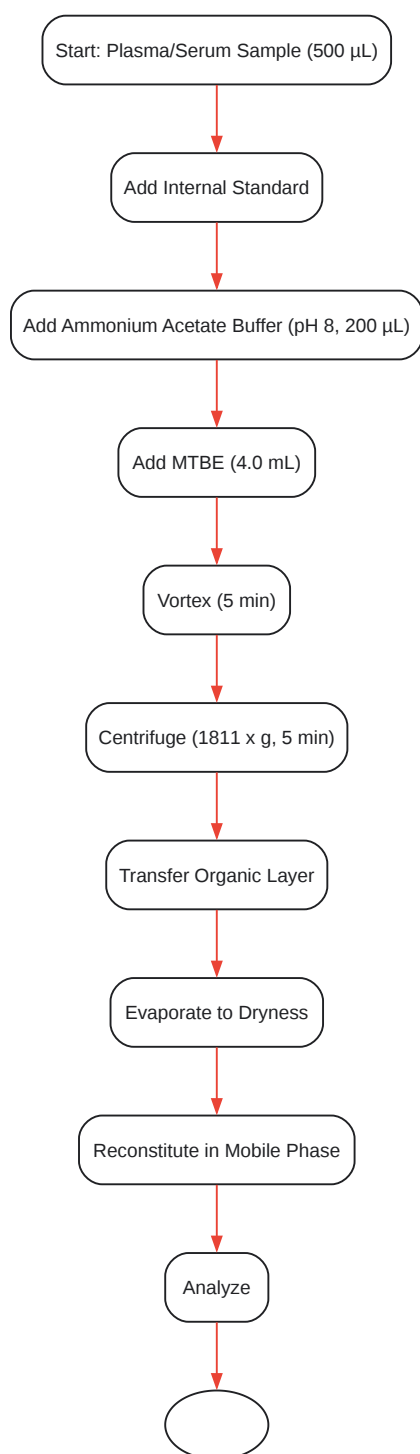 Start: Plasma/Serum Sample (500 µL)
Add Internal Standard
Add Ammonium Acetate Buffer (pH 8, 200 µL)
Add MTBE (4.0 mL)
Vortex (5 min)
Centrifuge (1811 x g, 5 min)
Transfer Organic Layer
Evaporate to Dryness
Reconstitute in Mobile Phase
Analyze